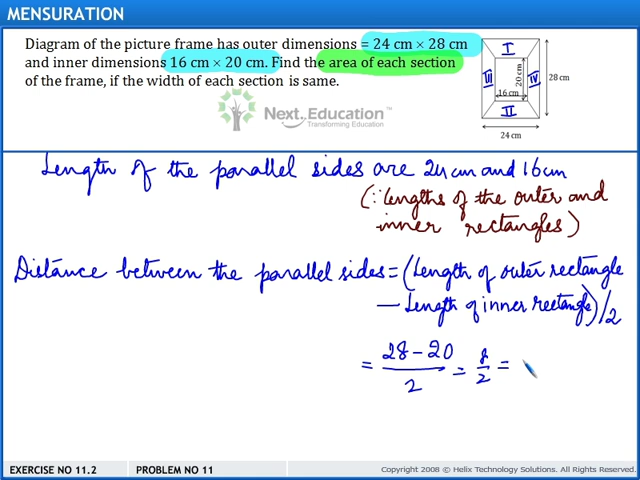 MENSURATION
Diagram of the picture frame has outer dimensions = 24 cm × 28 cm
and inner dimensions 16 cm × 20 cm. Find the area of each section
of the frame, if the width of each section is same.
I
III
20 cm
IV
28 cm
16 cm
II
24 cm
Next Education
Transforming Education
Length of the parallel sides are 24cm and 16cm
(∵ lengths of the outer and
inner rectangles)
Distance between the parallel sides = (Length of outer rectangle
— Length of inner rectangle)/2
= 28 - 20 / 2 = 8/2 =
EXERCISE NO 11.2
PROBLEM NO 11
Copyright 2008 © Helix Technology Solutions. All Rights Reserved.